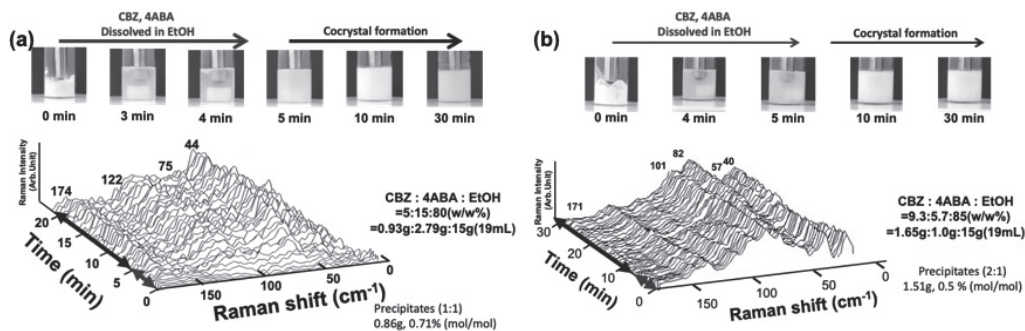 (a)
CBZ, 4ABA
Dissolved in EtOH
Cocrystal formation
0 min
3 min
4 min
5 min
10 min
30 min
Raman Intensity
(Arb.Unit)
174
122
75
44
20
15
10
5
0
Time (min)
150
100
50
0
Raman shift (cm-1)
CBZ : 4ABA : EtOH
=5:15:80(w/w%)
=0.93g:2.79g:15g(19mL)
Precipitates (1:1)
0.86g, 0.71% (mol/mol)
(b)
CBZ, 4ABA
Dissolved in EtOH
Cocrystal formation
0 min
4 min
5 min
10 min
30 min
Raman Intensity
(Arb.Unit)
171
101
82
57
40
30
20
10
0
Time (min)
150
100
50
0
Raman shift (cm-1)
CBZ : 4ABA : EtOH
=9.3:5.7:85(w/w%)
=1.65g:1.0g:15g(19mL)
Precipitates (2:1)
1.51g, 0.5 % (mol/mol)